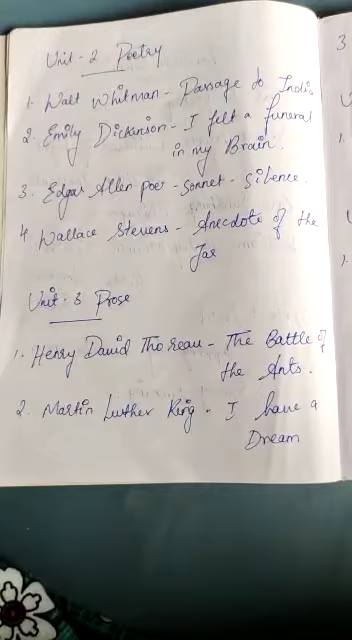 Unit - 2 Poetry
1. Walt Whitman - Passage to India
2. Emily Dickinson - I felt a funeral
in my Brain.
3. Edgar Allen poe - Sonnet - Silence.
4. Wallace Stevens - Anecdote of the
Jar
Unit - 3 Prose
1. Henry David Thoreau - The Battle of
the Ants.
2. Martin Luther King - I have a
Dream
3
1.